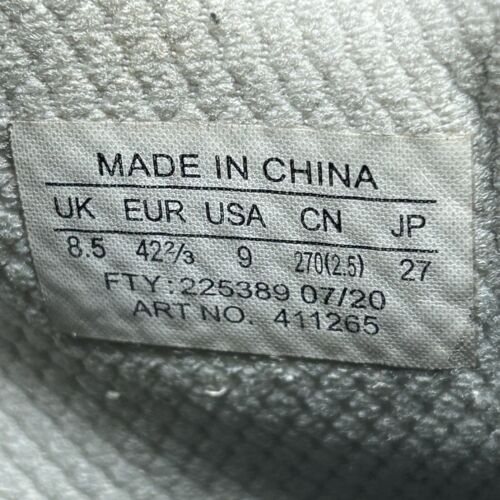 MADE IN CHINA
UK EUR USA CN JP
8.5 42⅔ 9 270(2.5) 27
FTY: 225389 07/20
ART NO. 411265